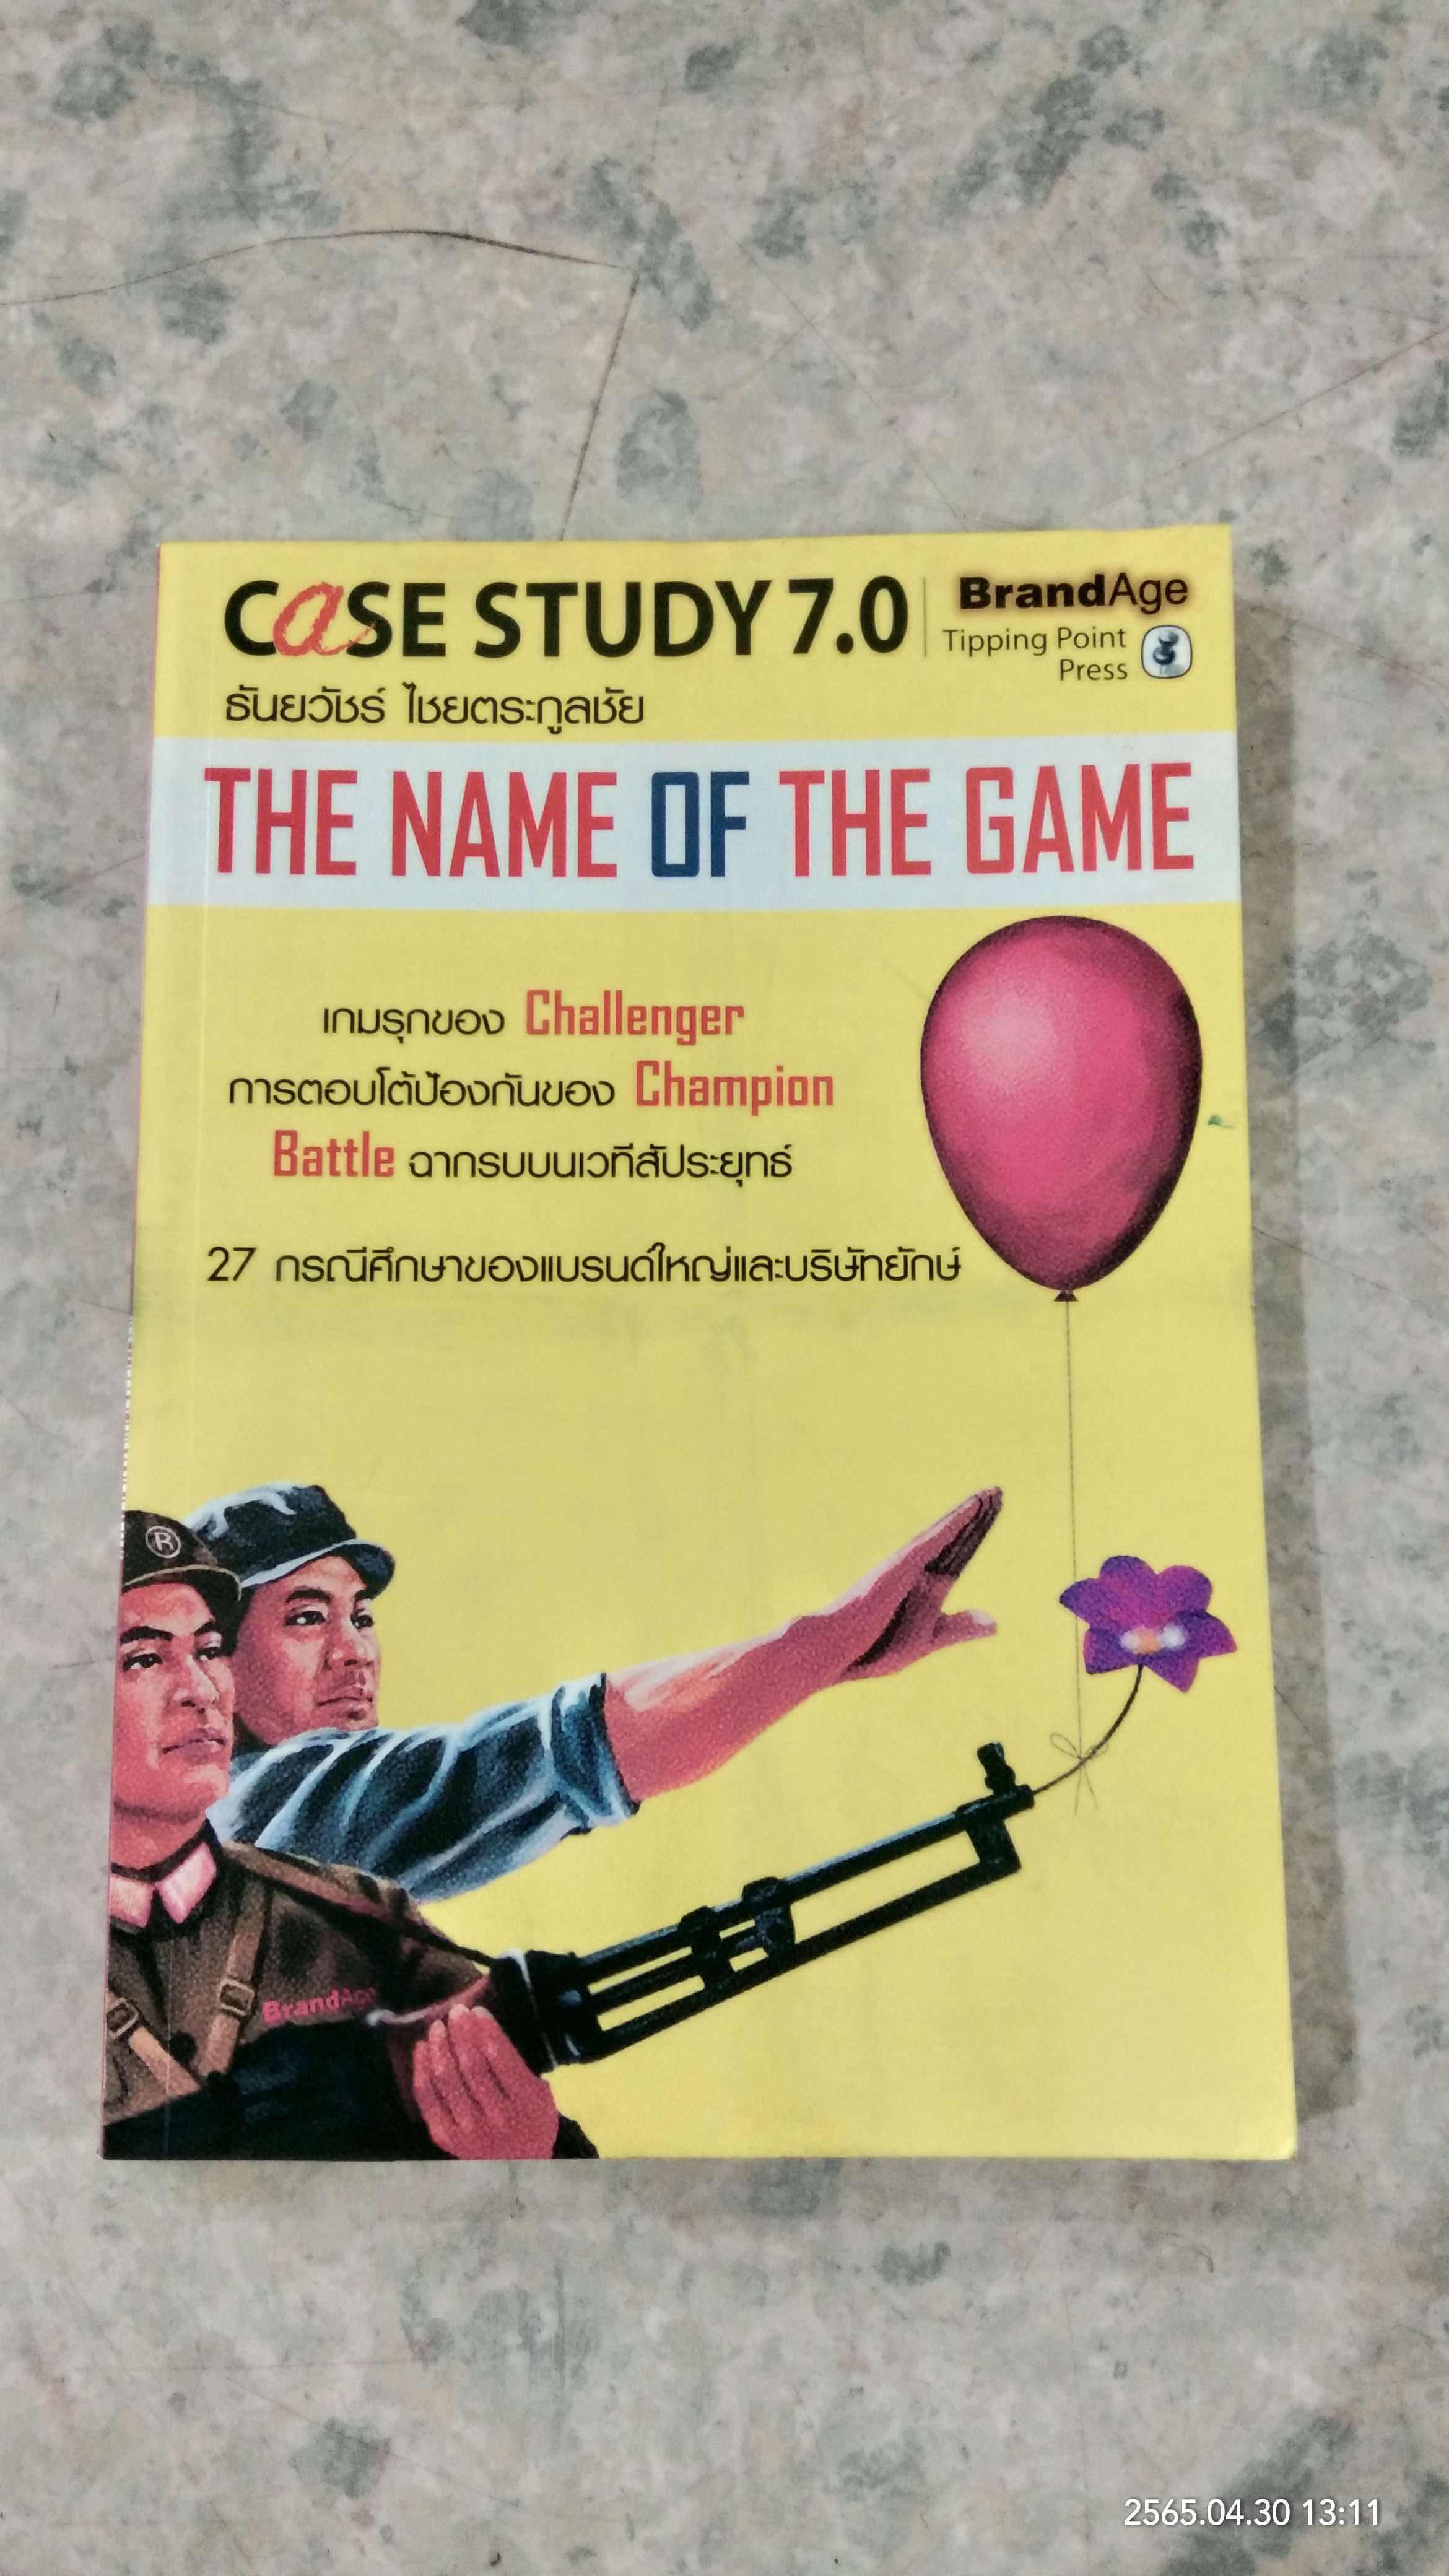 CaSE STUDY 7.0
BrandAge
Tipping Point
Press
ธันยวัชร์ ไชยตระกูลชัย
THE NAME OF THE GAME
เกมรุกของ Challenger
การตอบโต้ป้องกันของ Champion
Battle ฉากรบบนเวทีสัประยุทธ์
27 กรณีศึกษาของแบรนด์ใหญ่และบริษัทยักษ์
R
BrandAge
2565.04.30 13:11